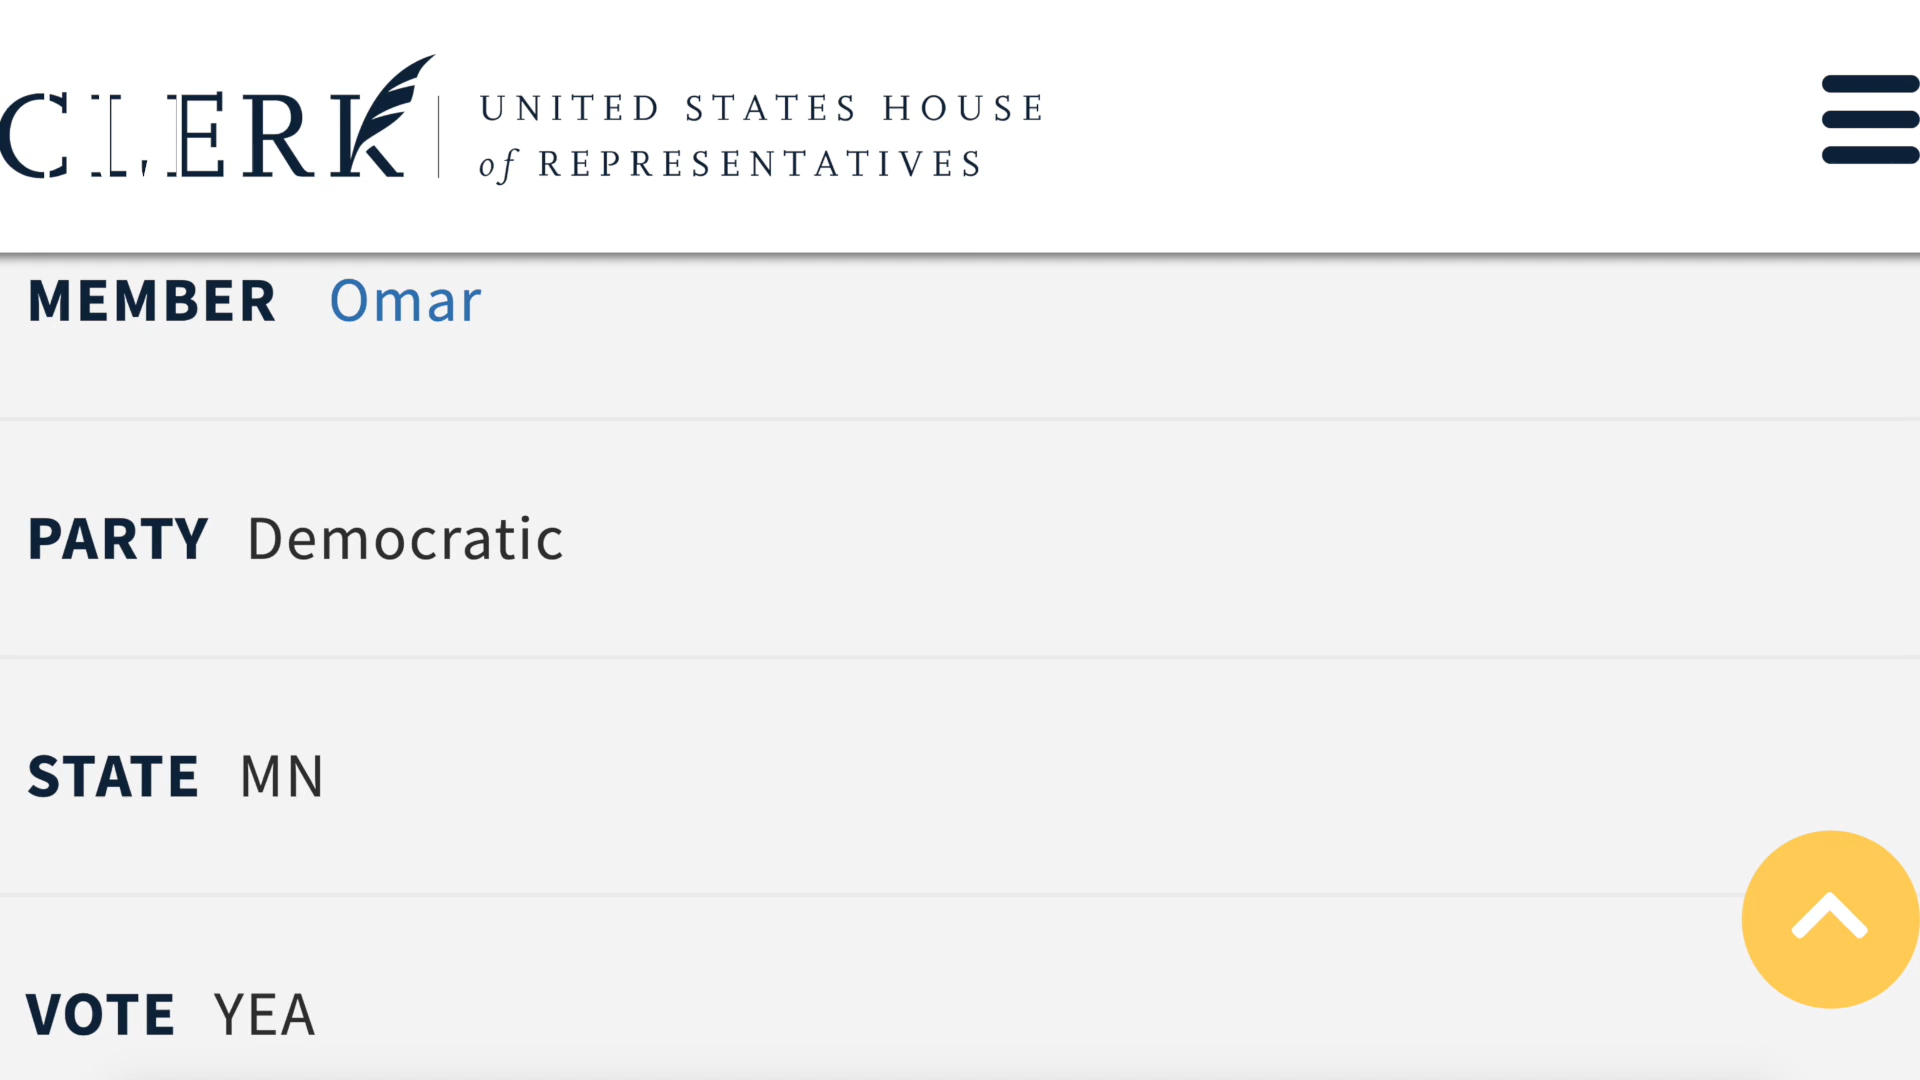 CLERK
UNITED STATES HOUSE
of REPRESENTATIVES
MEMBER Omar
PARTY Democratic
STATE MN
VOTE YEA